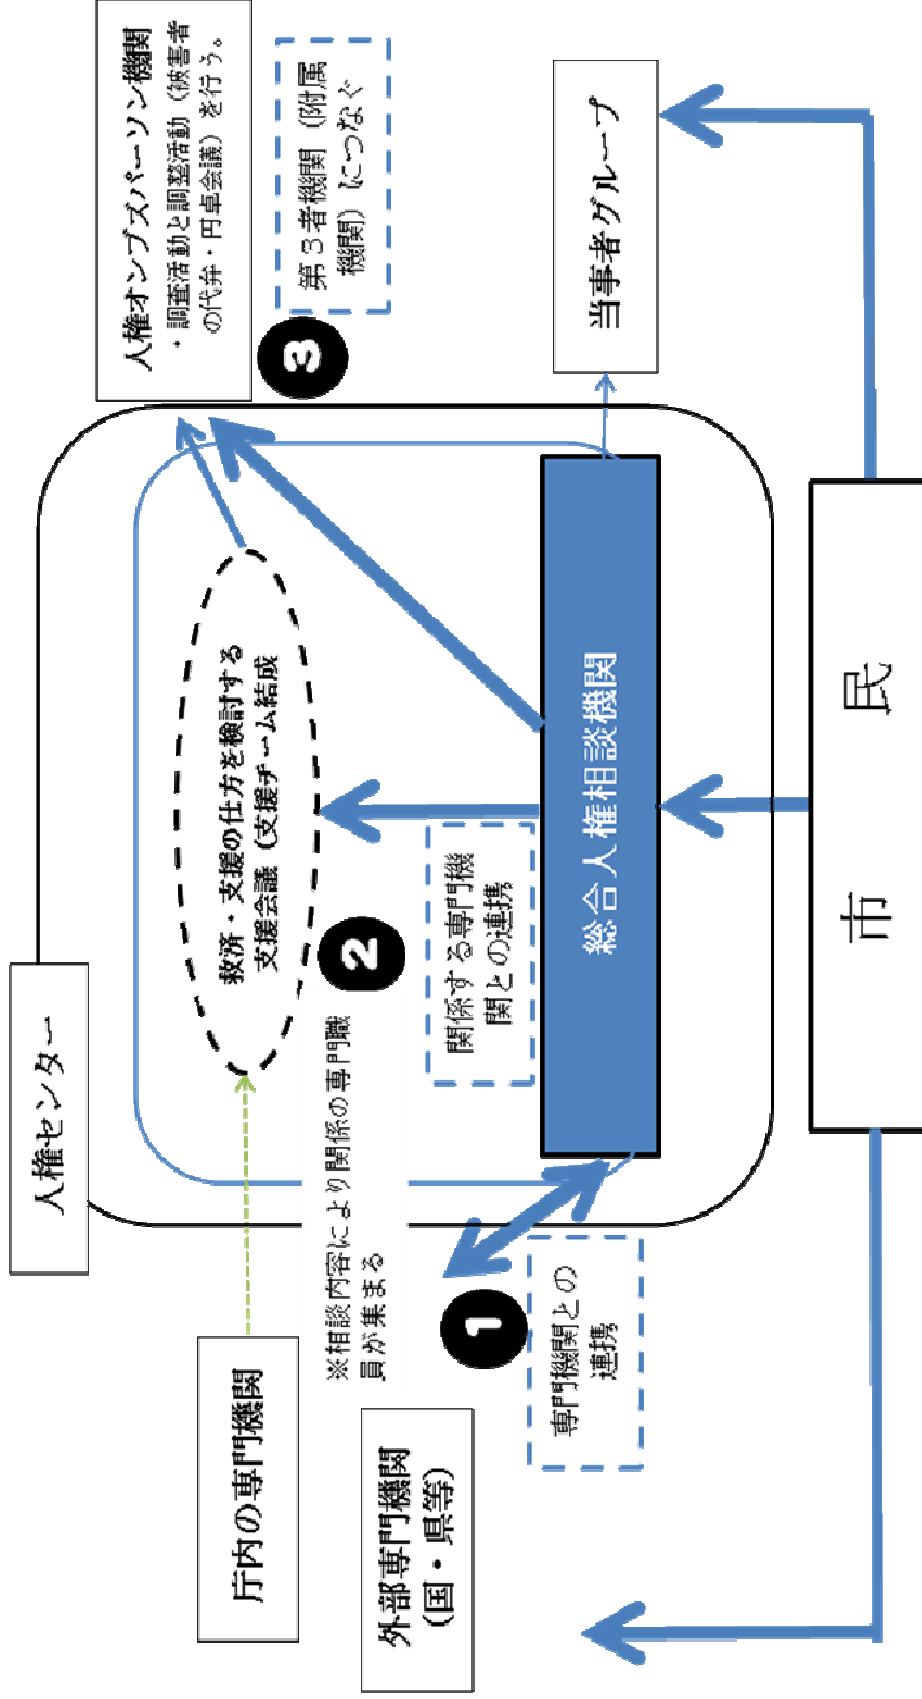 人権センター
庁内の専門機関
救済・支援の仕方を検討する
支援会議（支援チーム結成
人権オンブズパーソン機関
・調査活動と調整活動（被害者
の代弁・円卓会議）を行う。
3
第３者機関（附属
機関）につなぐ
2
※相談内容により関係の専門職
員が集まる
外部専門機関
（国・県等）
1
専門機関との
連携
関係する専門機
関との連携
総合人権相談機関
当事者グループ
市 民